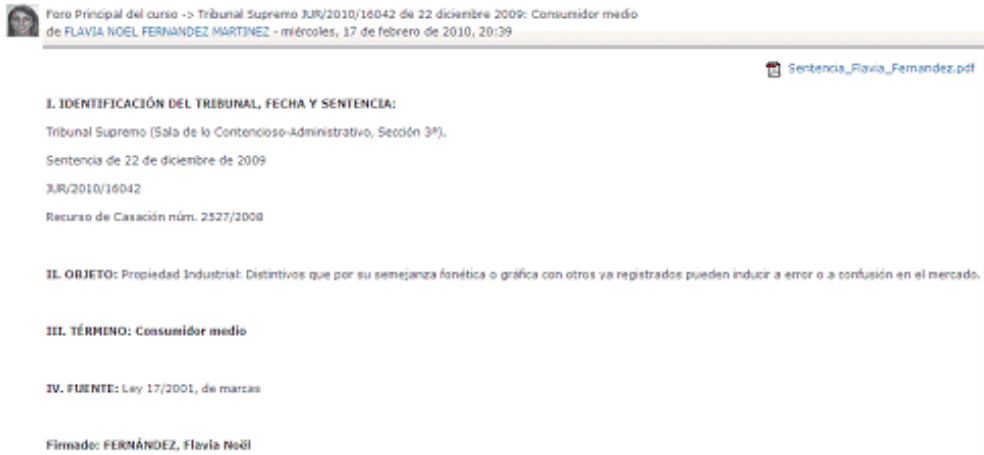 Foro Principal del curso -> Tribunal Supremo JUR/2010/16042 de 22 diciembre 2009: Consumidor medio
de FLAVIA NOEL FERNANDEZ MARTINEZ - miércoles, 17 de febrero de 2010, 20:39
Sentencia_Flavia_Fernandez.pdf
I. IDENTIFICACIÓN DEL TRIBUNAL, FECHA Y SENTENCIA:
Tribunal Supremo (Sala de lo Contencioso-Administrativo, Sección 3ª).
Sentencia de 22 de diciembre de 2009
JUR/2010/16042
Recurso de Casación núm. 2527/2008
II. OBJETO: Propiedad Industrial: Distintivos que por su semejanza fonética o gráfica con otros ya registrados pueden inducir a error o a confusión en el mercado.
III. TÉRMINO: Consumidor medio
IV. FUENTE: Ley 17/2001, de marcas
Firmado: FERNÁNDEZ, Flavia Noël